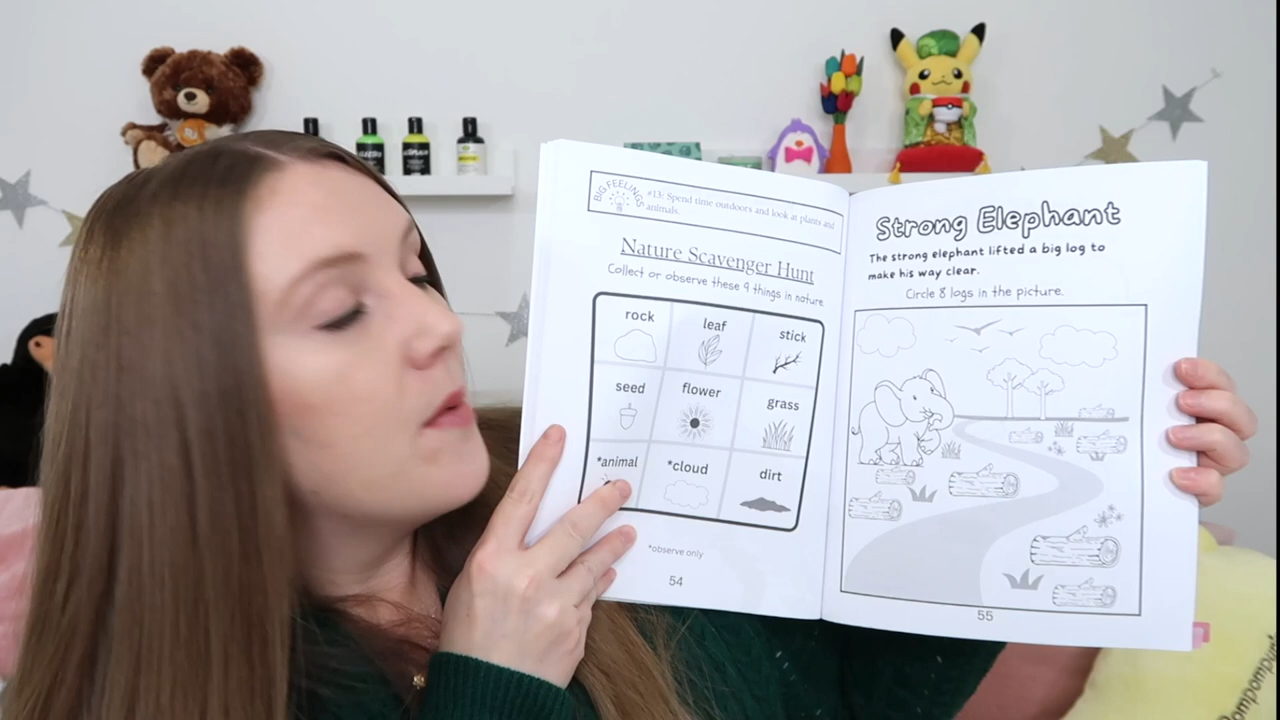 BIG FEELINGS
#13: Spend time outdoors and look at plants and
animals.
Nature Scavenger Hunt
Collect or observe these 9 things in nature.
rock
leaf
stick
seed
flower
grass
*animal
*cloud
dirt
*observe only
54
Strong Elephant
The strong elephant lifted a big log to
make his way clear.
Circle 8 logs in the picture.
55
ompompuri